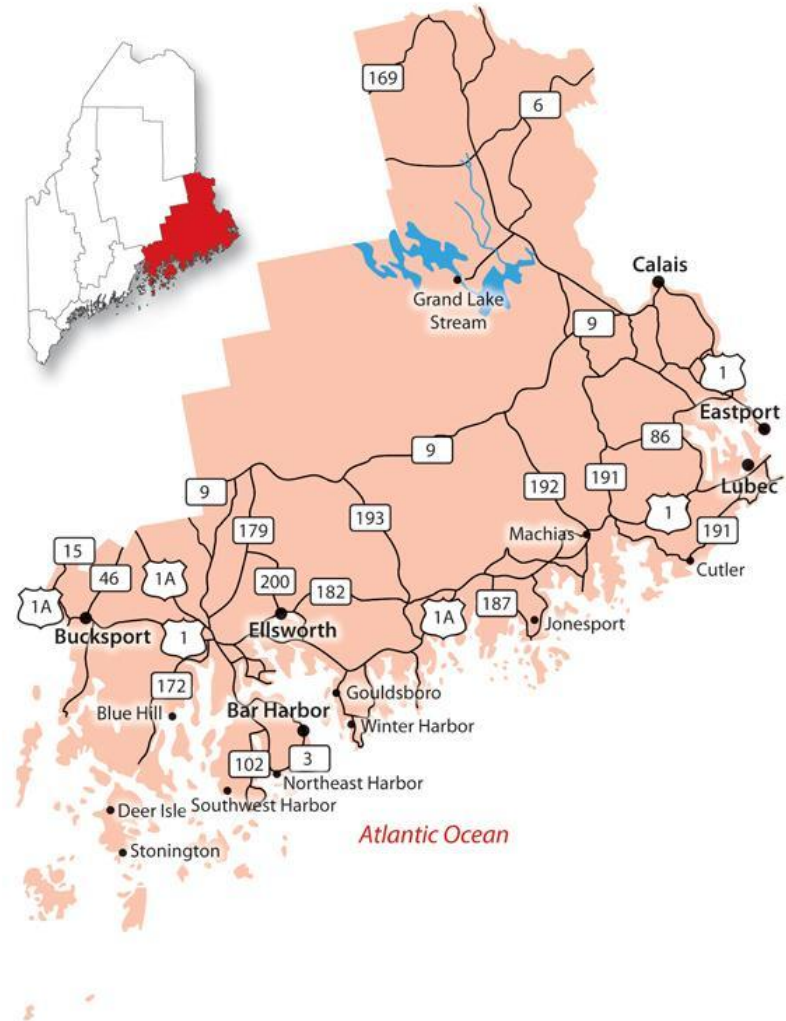 169
6
Calais
Grand Lake
Stream
9
1
Eastport
86
9
Lubec
9
192
191
193
1
179
191
Machias
15
Cutler
46
1A
200
182
1A
187
1A
Jonesport
Bucksport
1
Ellsworth
172
Gouldsboro
Blue Hill
Bar Harbor
Winter Harbor
102
3
Northeast Harbor
Southwest Harbor
Deer Isle
Atlantic Ocean
Stonington